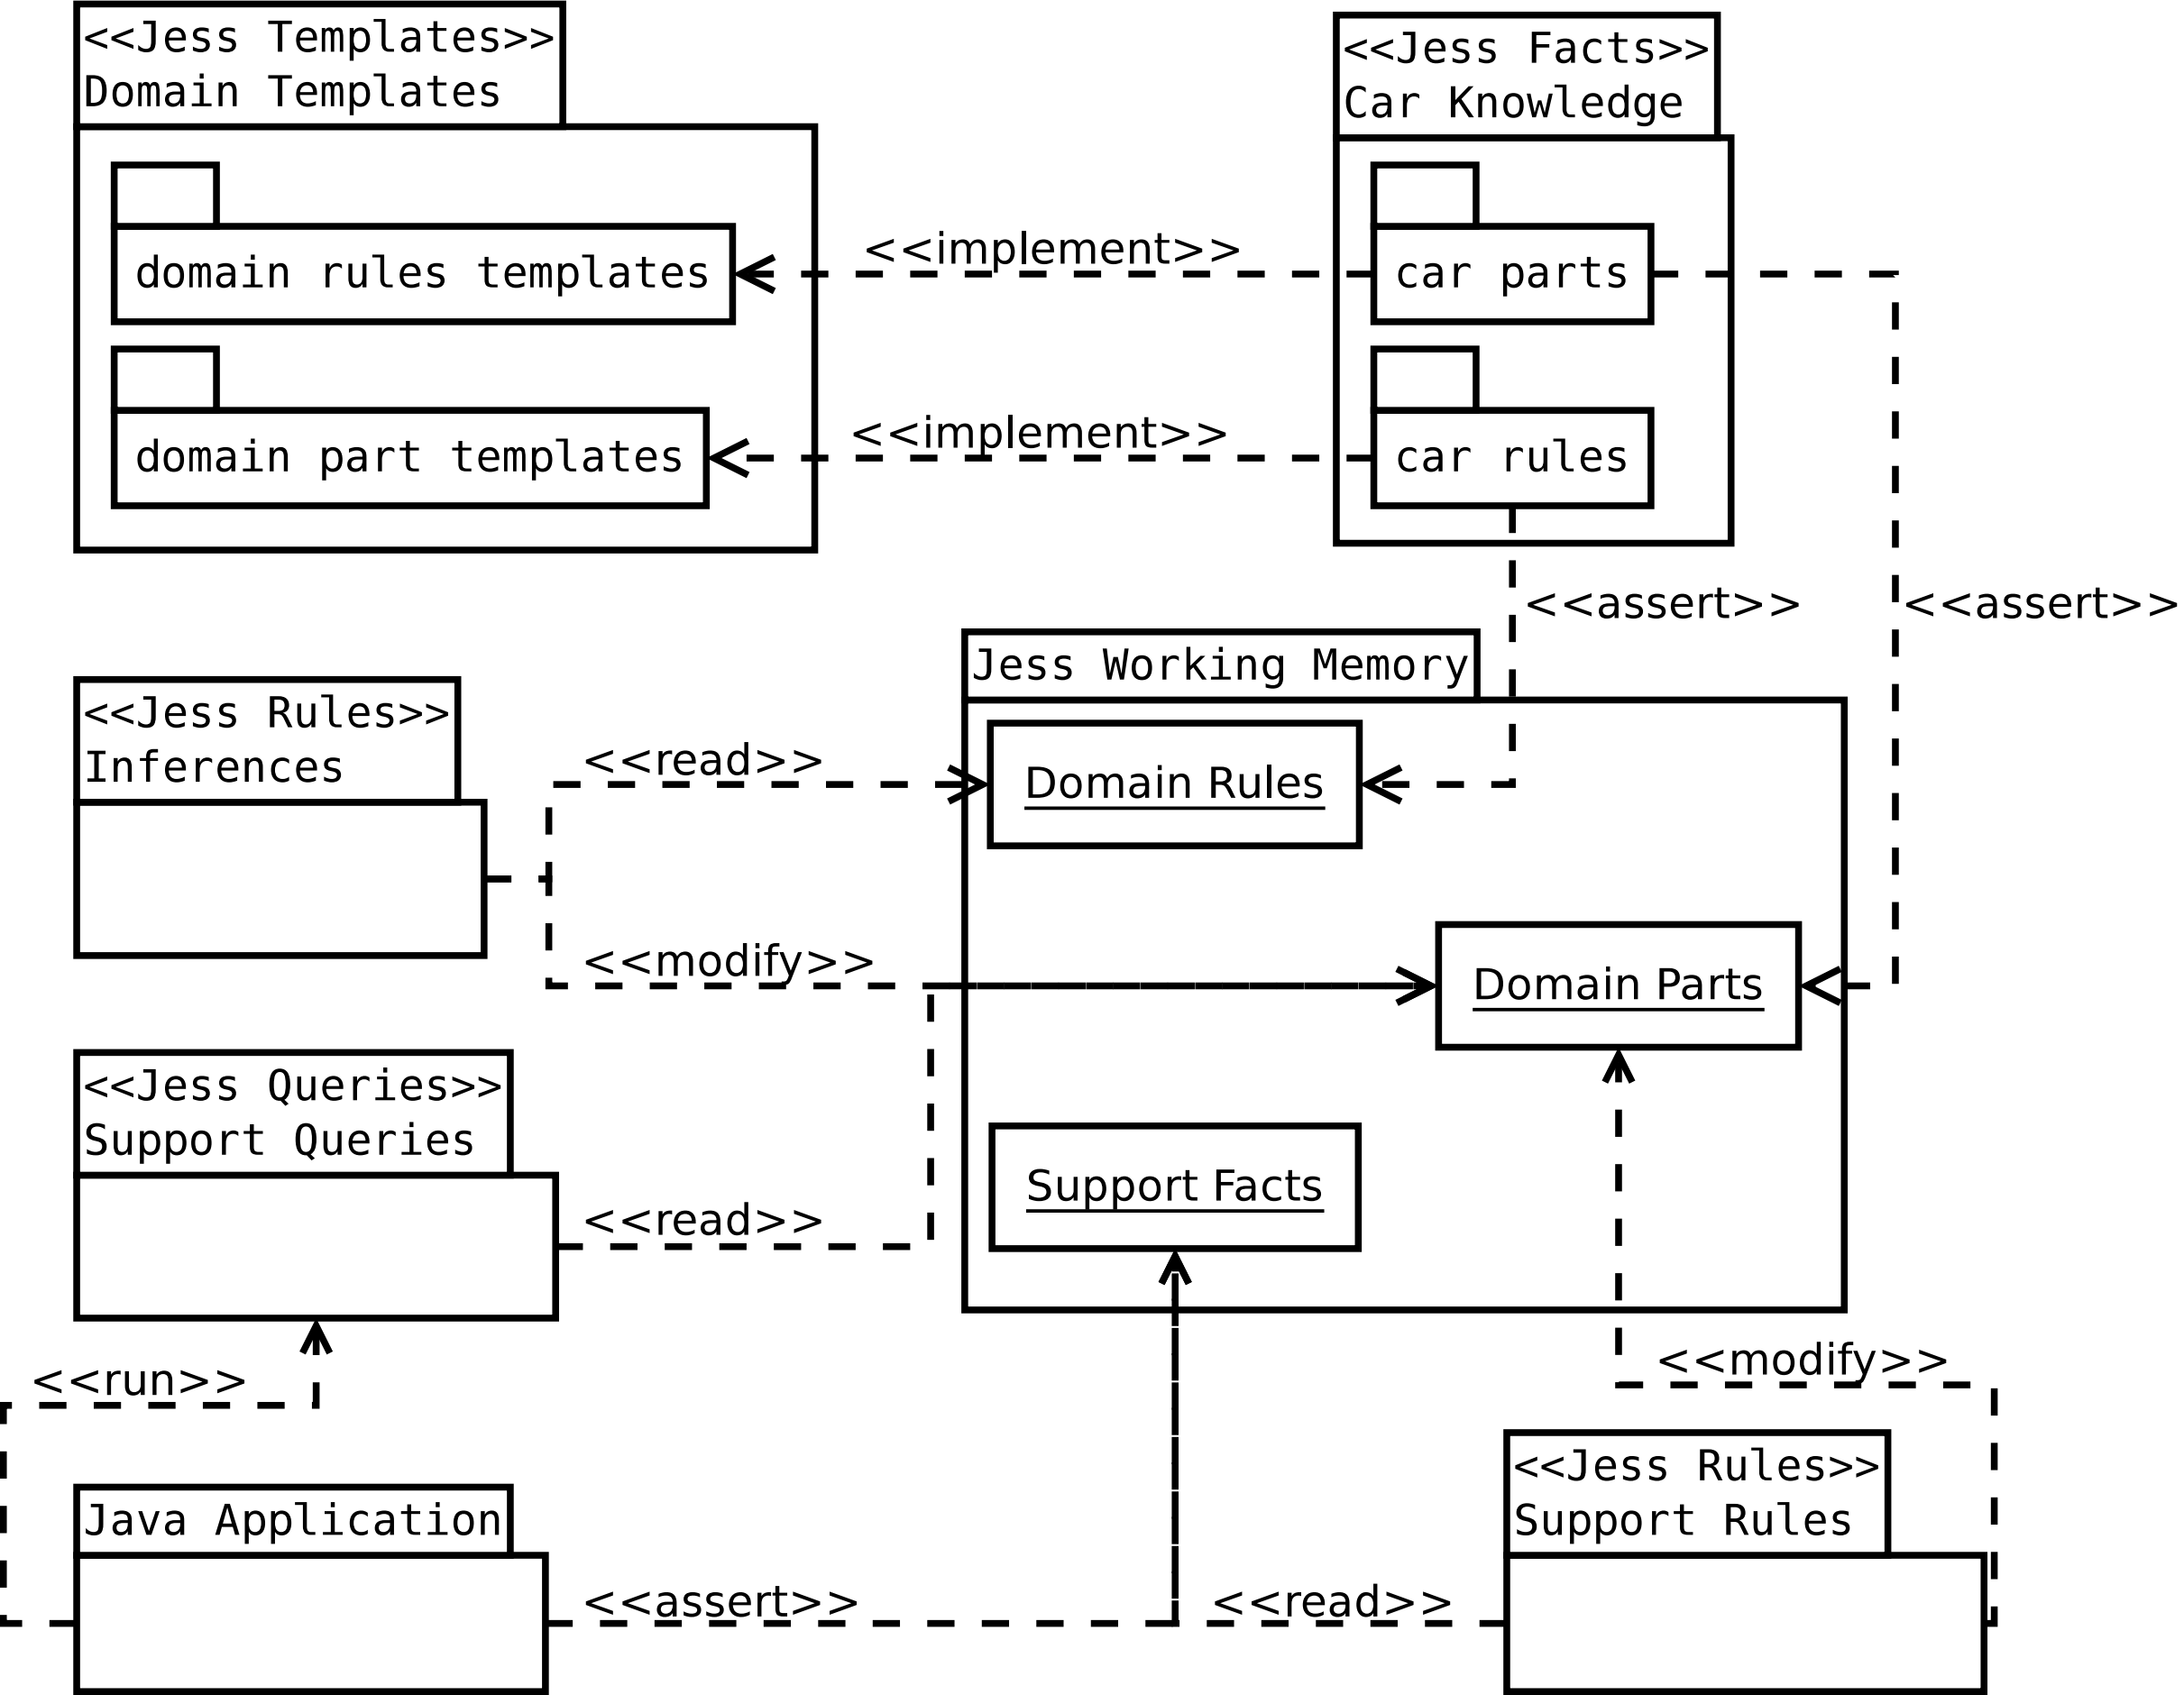 <<Jess Templates>>
Domain Templates
domain rules templates
domain part templates
<<implement>>
<<implement>>
<<Jess Facts>>
Car Knowledge
car parts
car rules
<<assert>>
<<assert>>
Jess Working Memory
Domain Rules
Domain Parts
Support Facts
<<Jess Rules>>
Inferences
<<read>>
<<modify>>
<<Jess Queries>>
Support Queries
<<read>>
<<run>>
Java Application
<<assert>>
<<read>>
<<modify>>
<<Jess Rules>>
Support Rules